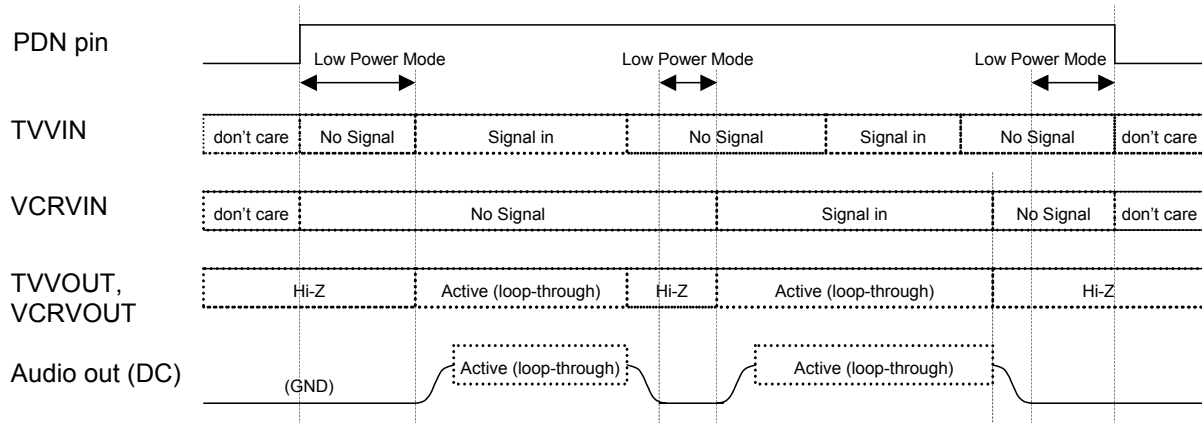 PDN pin
Low Power Mode Low Power Mode Low Power Mode
TVVIN
don't care No Signal Signal in No Signal Signal in No Signal don't care
VCRVIN
don't care No Signal Signal in No Signal don't care
TVVOUT,
VCRVOUT
Hi-Z Active (loop-through) Hi-Z Active (loop-through) Hi-Z
Audio out (DC)
Active (loop-through) Active (loop-through)
(GND)